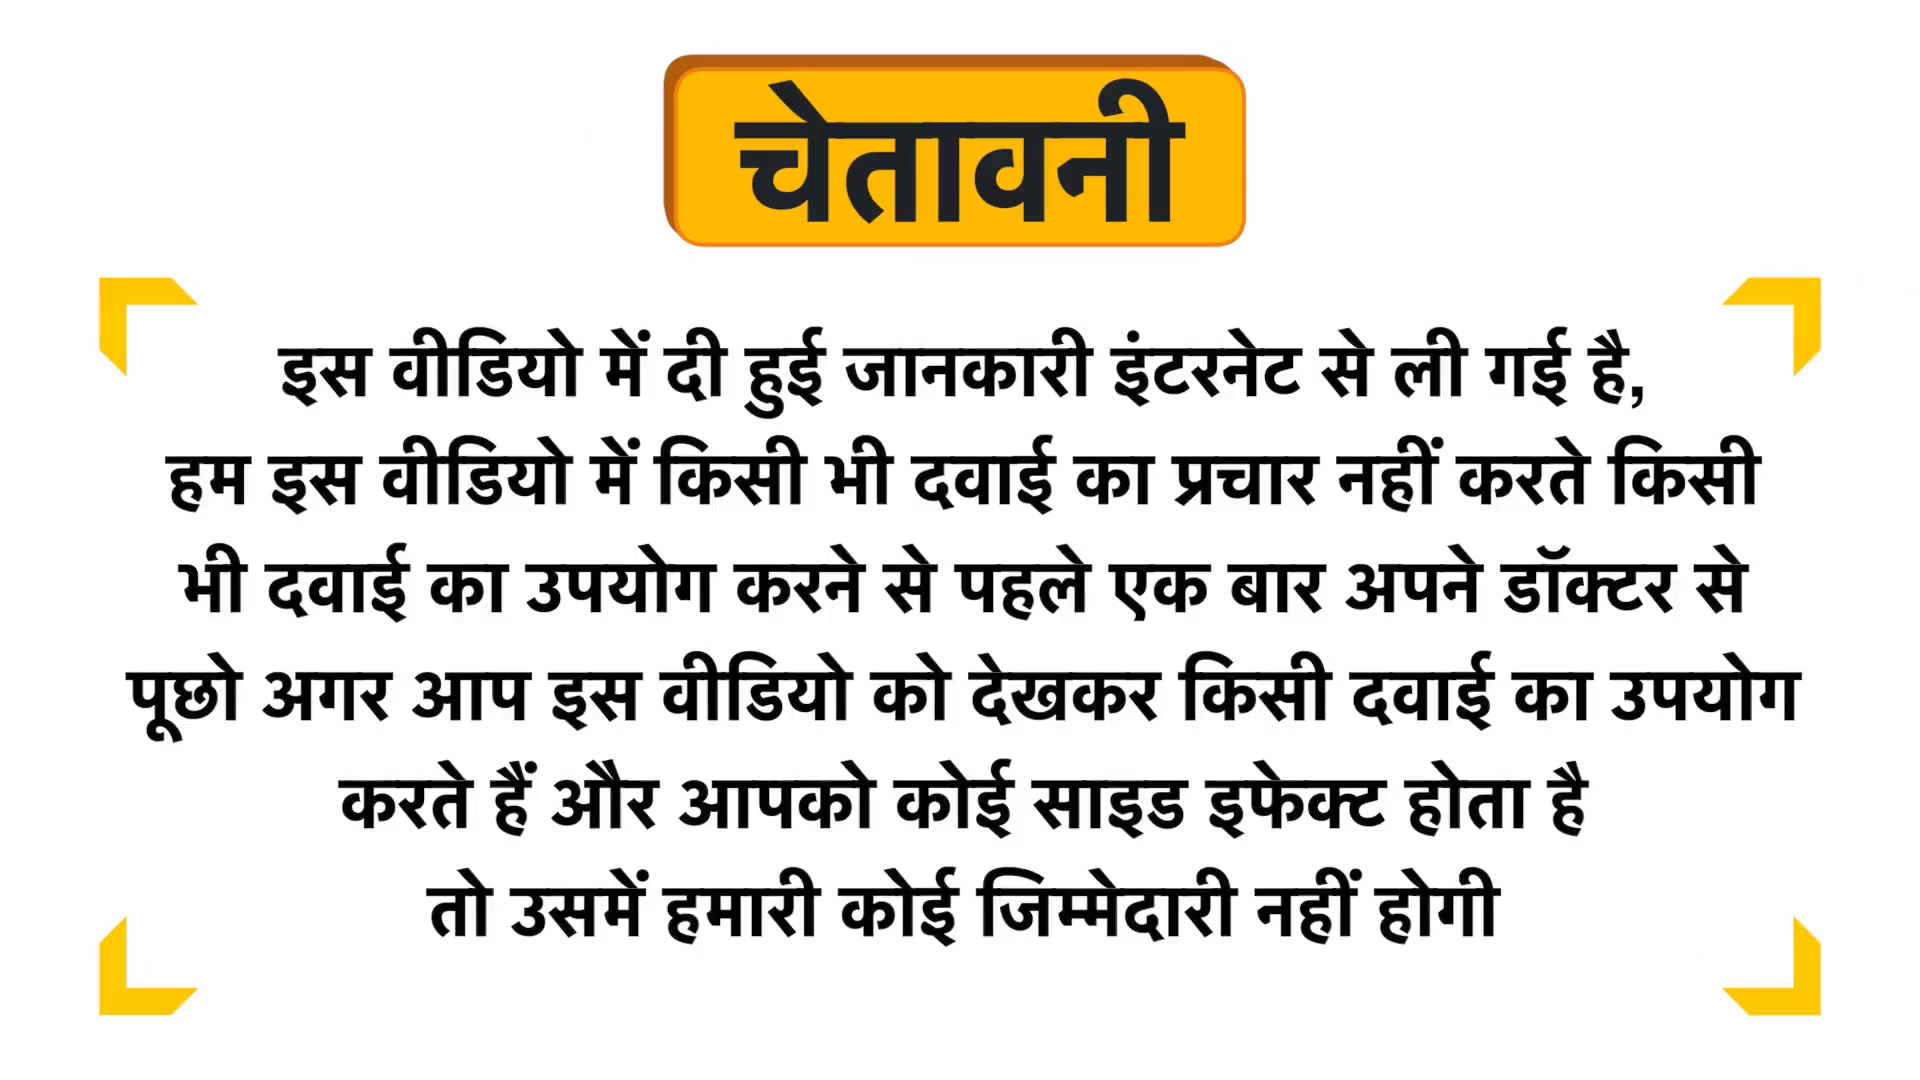 चेतावनी
इस वीडियो में दी हुई जानकारी इंटरनेट से ली गई है,
हम इस वीडियो में किसी भी दवाई का प्रचार नहीं करते किसी
भी दवाई का उपयोग करने से पहले एक बार अपने डॉक्टर से
पूछो अगर आप इस वीडियो को देखकर किसी दवाई का उपयोग
करते हैं और आपको कोई साइड इफेक्ट होता है
तो उसमें हमारी कोई जिम्मेदारी नहीं होगी